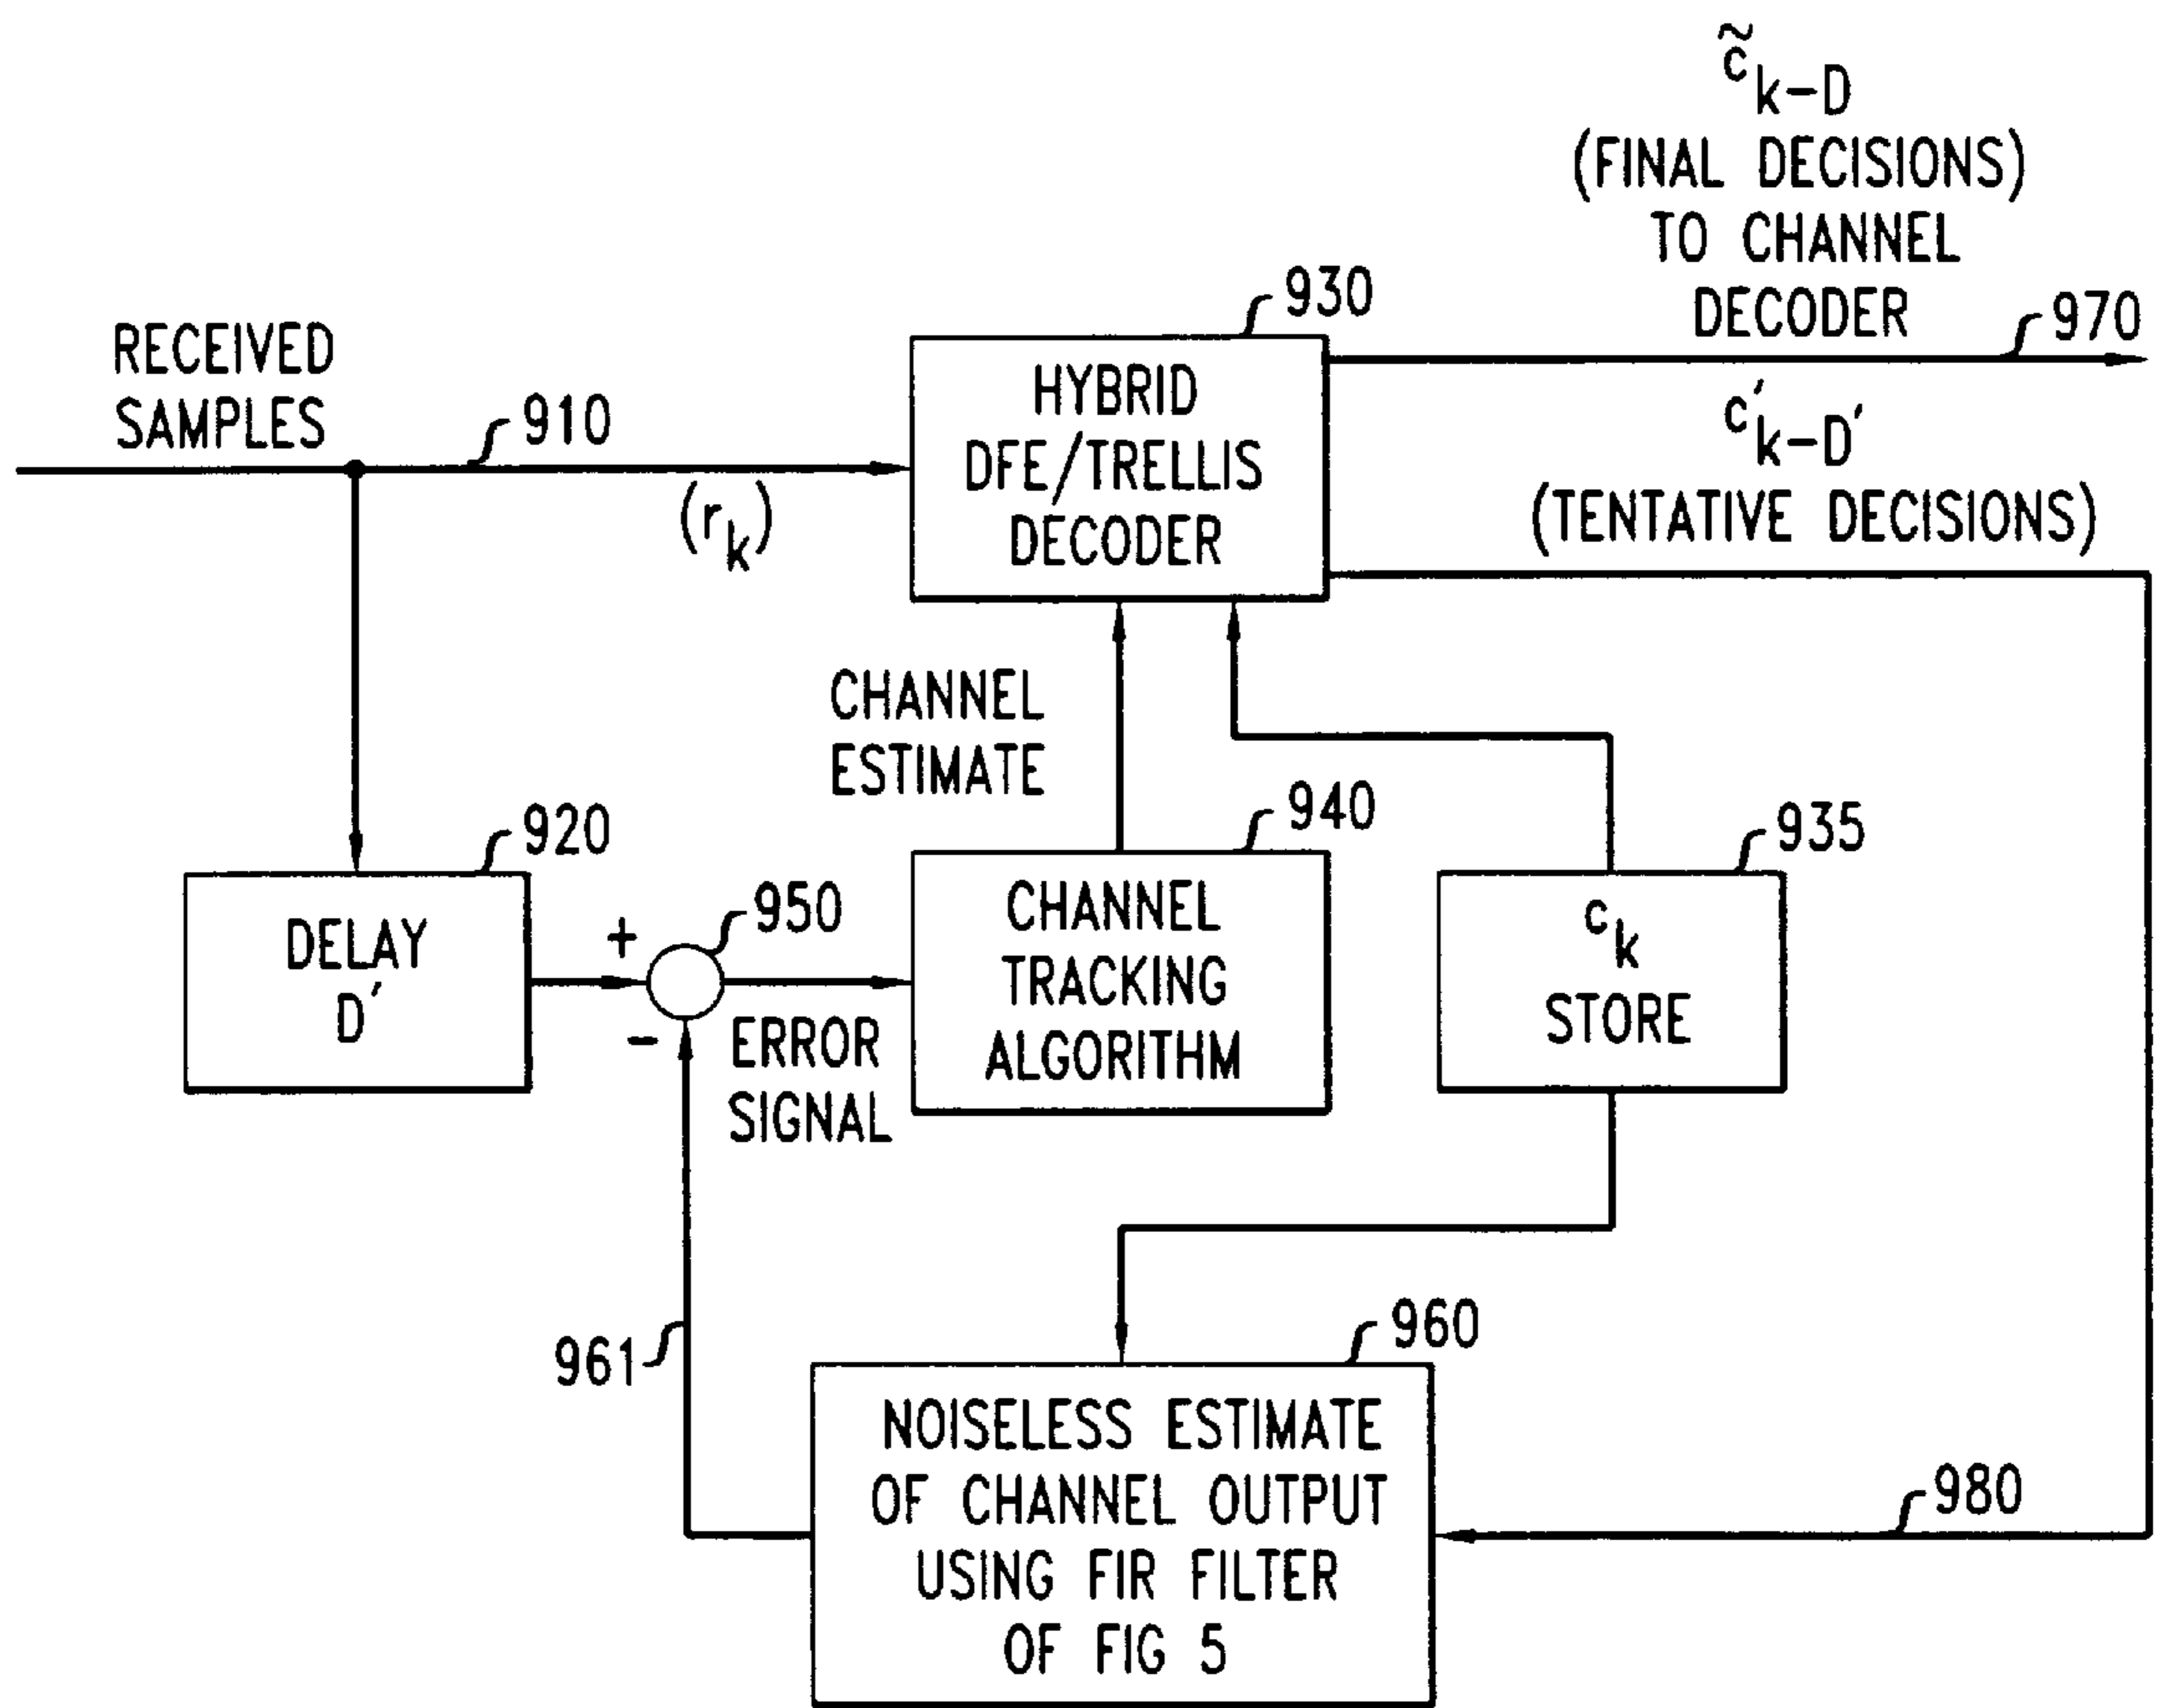 c̃k−D
(FINAL DECISIONS)
TO CHANNEL
DECODER
970
930
RECEIVED
SAMPLES
910
(rk)
HYBRID
DFE/TRELLIS
DECODER
c′k−D′
(TENTATIVE DECISIONS)
CHANNEL
ESTIMATE
920
DELAY
D′
+
−
950
ERROR
SIGNAL
940
CHANNEL
TRACKING
ALGORITHM
935
ck
STORE
961
960
NOISELESS ESTIMATE
OF CHANNEL OUTPUT
USING FIR FILTER
OF FIG 5
980